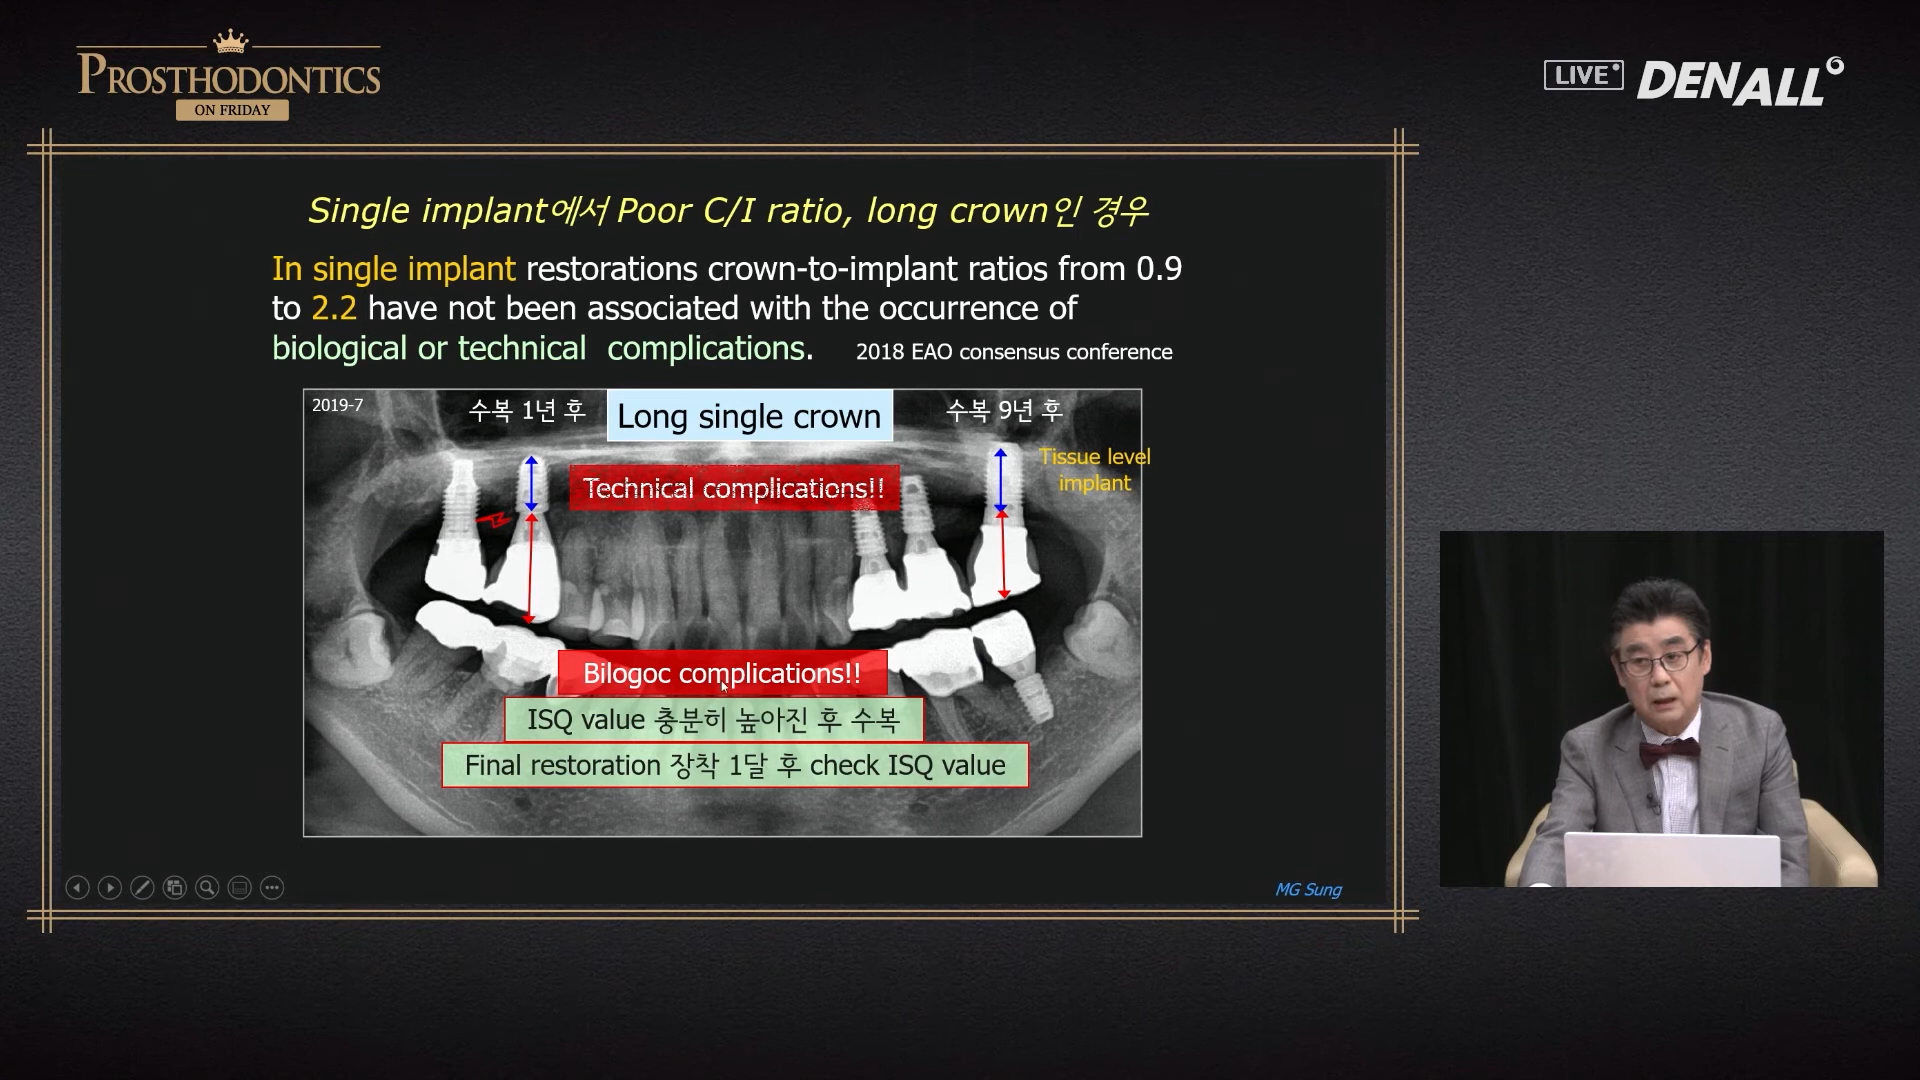 PROSTHODONTICS
ON FRIDAY
LIVE
DENALL
Single implant에서 Poor C/I ratio, long crown인 경우
In single implant restorations crown-to-implant ratios from 0.9
to 2.2 have not been associated with the occurrence of
biological or technical complications. 2018 EAO consensus conference
2019-7
수복 1년 후
Long single crown
수복 9년 후
Tissue level
implant
Technical complications!!
Bilogoc complications!!
ISQ value 충분히 높아진 후 수복
Final restoration 장착 1달 후 check ISQ value
MG Sung